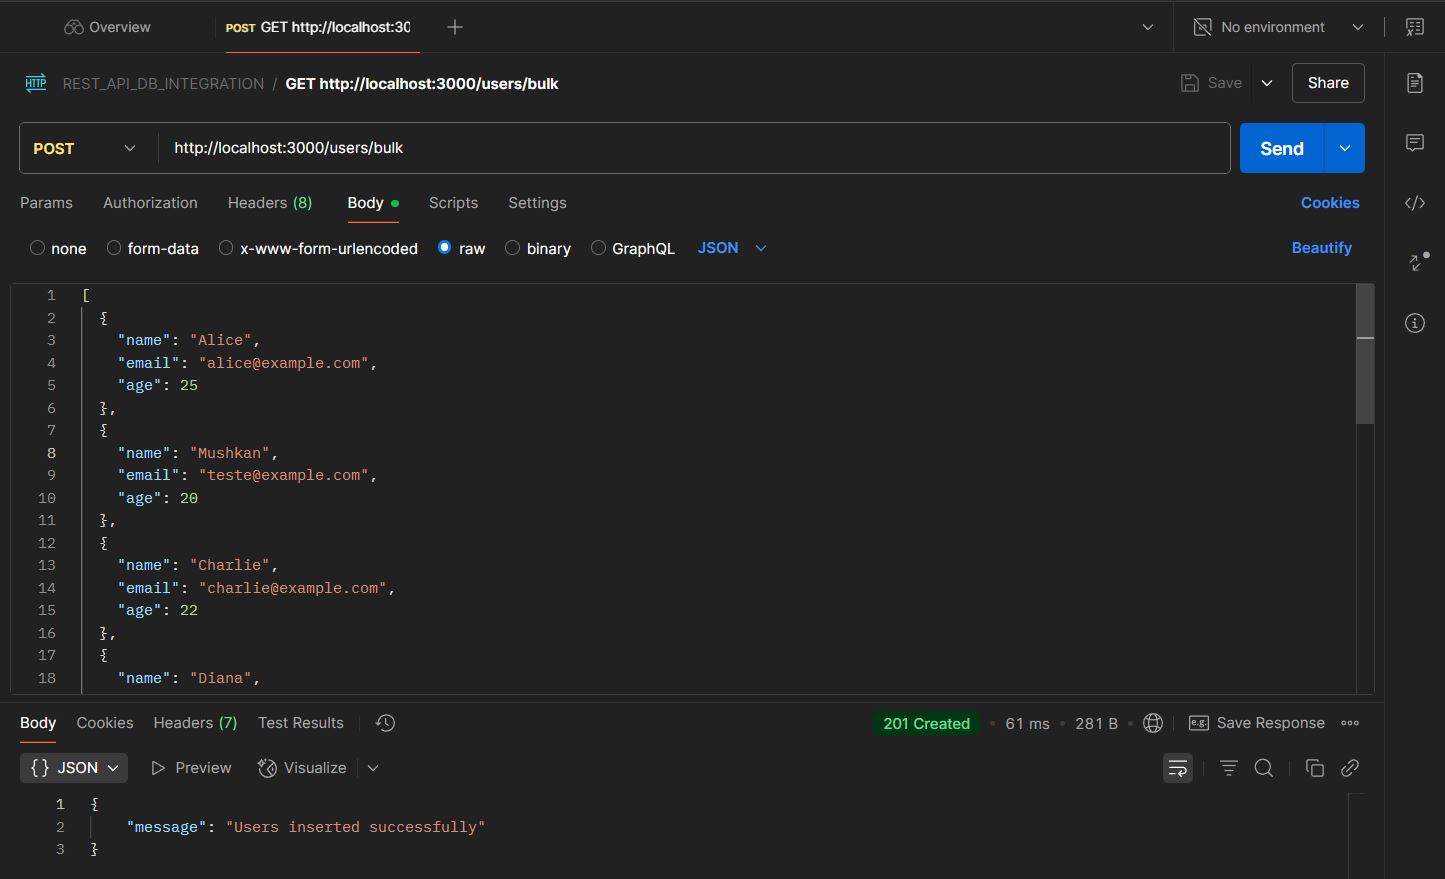 Overview
POST GET http://localhost:30
No environment
HTTP REST_API_DB_INTEGRATION / GET http://localhost:3000/users/bulk
Save
Share
POST http://localhost:3000/users/bulk
Send
Params Authorization Headers (8) Body Scripts Settings
Cookies
none form-data x-www-form-urlencoded raw binary GraphQL JSON
Beautify
1 [
2 {
3 "name": "Alice",
4 "email": "alice@example.com",
5 "age": 25
6 },
7 {
8 "name": "Mushkan",
9 "email": "teste@example.com",
10 "age": 20
11 },
12 {
13 "name": "Charlie",
14 "email": "charlie@example.com",
15 "age": 22
16 },
17 {
18 "name": "Diana",
Body Cookies Headers (7) Test Results
201 Created • 61 ms • 281 B •
e.g. Save Response
{} JSON Preview Visualize
1 {
2 "message": "Users inserted successfully"
3 }